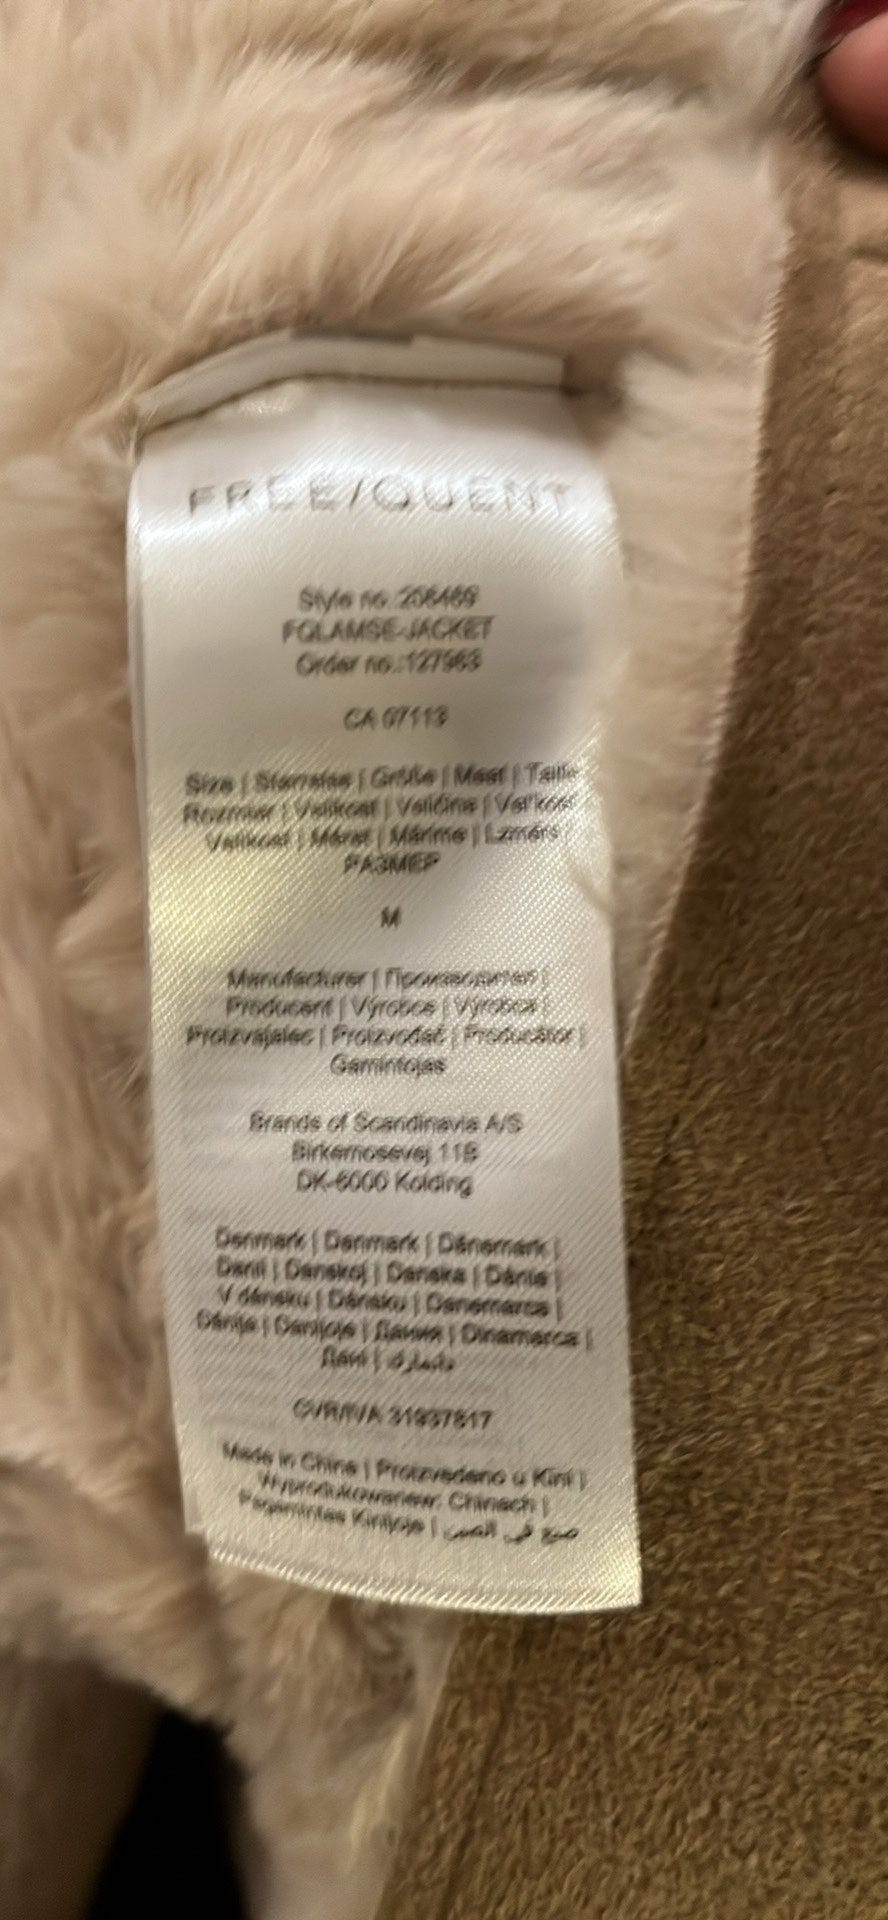 FREE/QUENT
Style no.:206469
FQLAMSE-JACKET
Order no.:127963
CA 07113
Size | Størrelse | Größe | Maat | Taille
Rozmiar | Velikost | Veličina | Veľkosť
Velikost | Méret | Mărime | Izmērs
РАЗМЕР
M
Manufacturer | Производител |
Producent | Výrobce | Výrobca |
Proizvajalec | Proizvođač | Producător |
Gamintojas
Brands of Scandinavia A/S
Birkemosevej 11B
DK-6000 Kolding
Denmark | Danmark | Dänemark |
Danii | Danskoj | Danska | Dánia |
V dánsku | Dánsku | Danemarca |
Dānija | Danijoje | Дания | Dinamarca |
Дані | دانمارك
CVR/IVA 31937817
Made in China | Proizvedeno u Kini |
Wyprodukowanew: Chinach |
Pagamintas Kinijoje | صنع في الصين